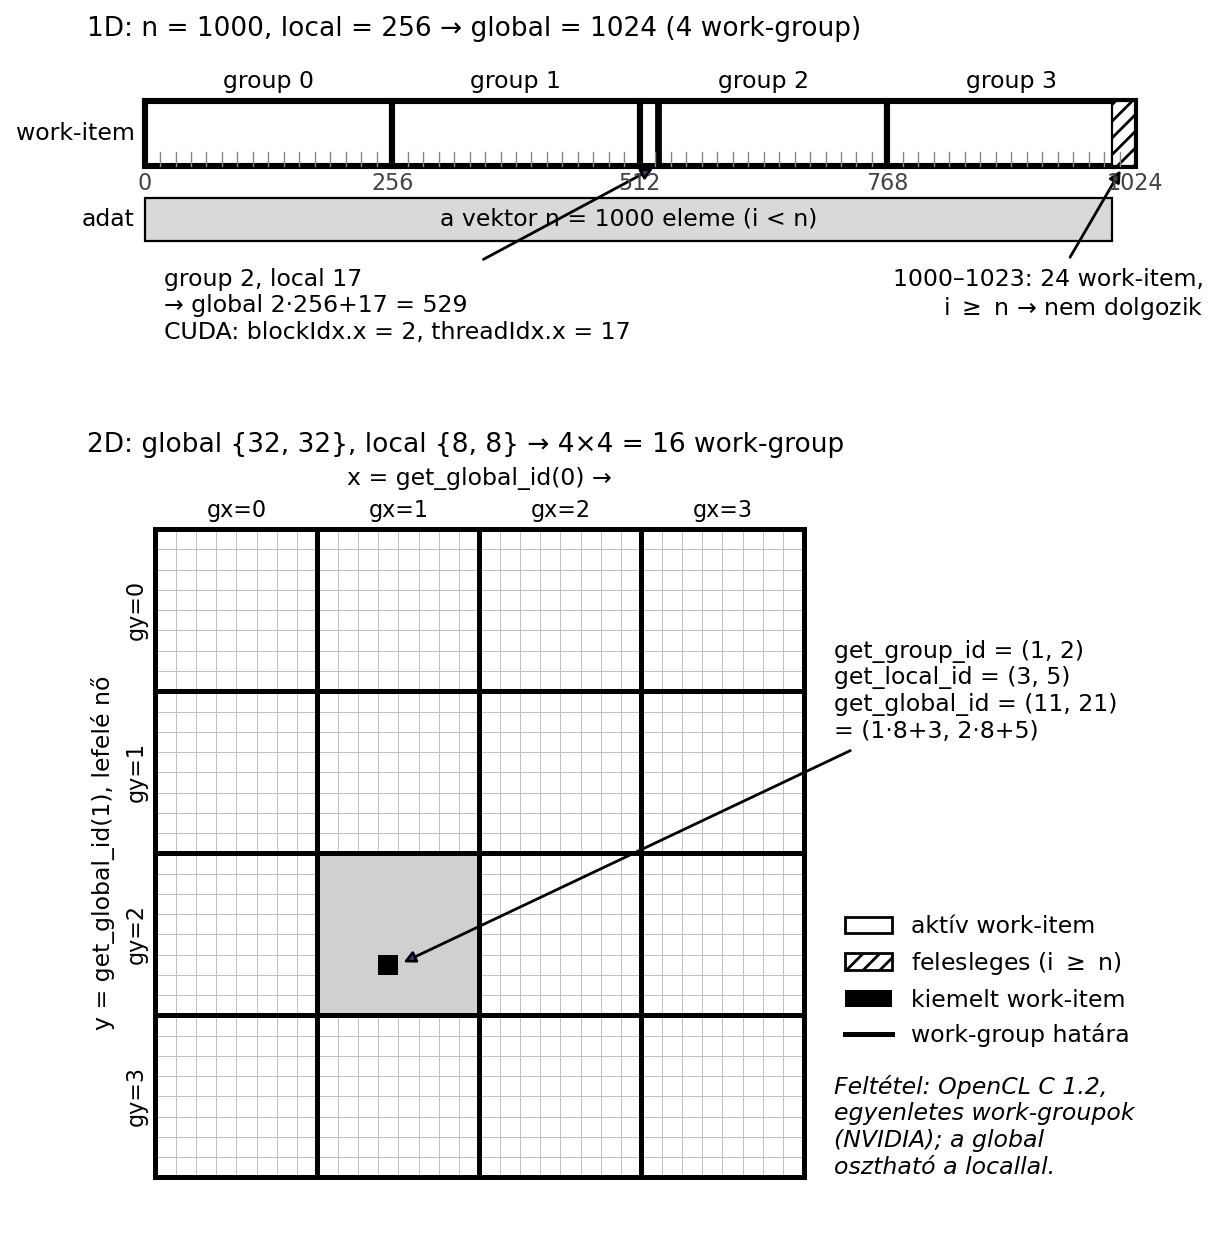 1D: n = 1000, local = 256 → global = 1024 (4 work-group)
group 0 group 1 group 2 group 3
work-item
0 256 512 768 1024
adat a vektor n = 1000 eleme (i < n)
group 2, local 17
→ global 2·256+17 = 529
CUDA: blockIdx.x = 2, threadIdx.x = 17
1000–1023: 24 work-item,
i ≥ n → nem dolgozik
2D: global {32, 32}, local {8, 8} → 4×4 = 16 work-group
x = get_global_id(0) →
gx=0 gx=1 gx=2 gx=3
y = get_global_id(1), lefelé nő
gy=0
gy=1
gy=2
gy=3
get_group_id = (1, 2)
get_local_id = (3, 5)
get_global_id = (11, 21)
= (1·8+3, 2·8+5)
aktív work-item
felesleges (i ≥ n)
kiemelt work-item
work-group határa
Feltétel: OpenCL C 1.2,
egyenletes work-groupok
(NVIDIA); a global
osztható a locallal.